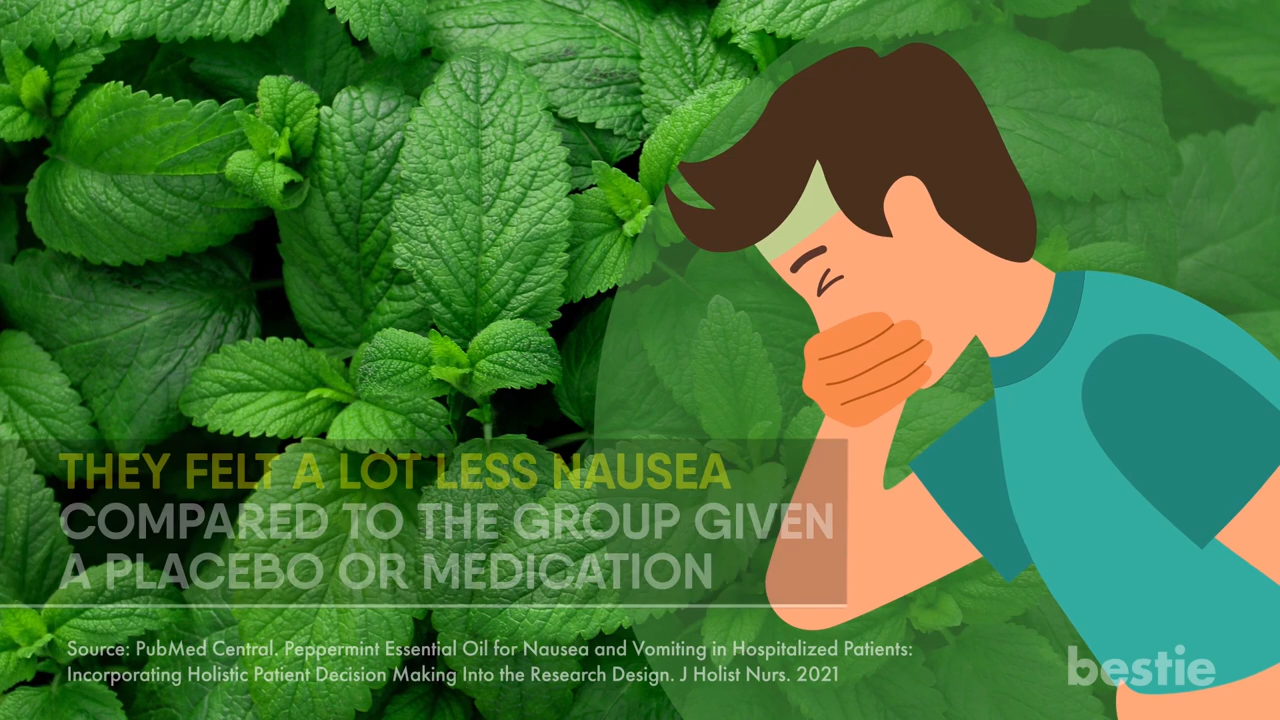 THEY FELT A LOT LESS NAUSEA
COMPARED TO THE GROUP GIVEN
A PLACEBO OR MEDICATION
Source: PubMed Central. Peppermint Essential Oil for Nausea and Vomiting in Hospitalized Patients:
Incorporating Holistic Patient Decision Making Into the Research Design. J Holist Nurs. 2021
bestie